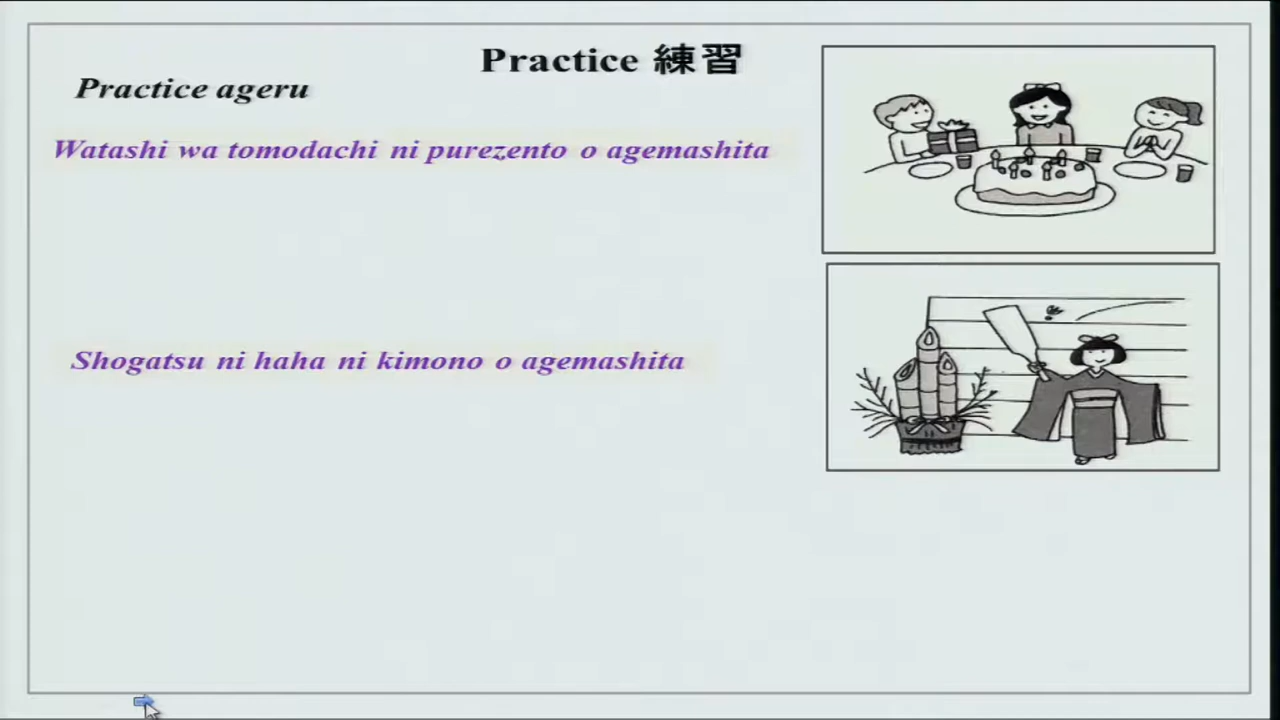 Practice 練習
Practice ageru
Watashi wa tomodachi ni purezento o agemashita
Shogatsu ni haha ni kimono o agemashita